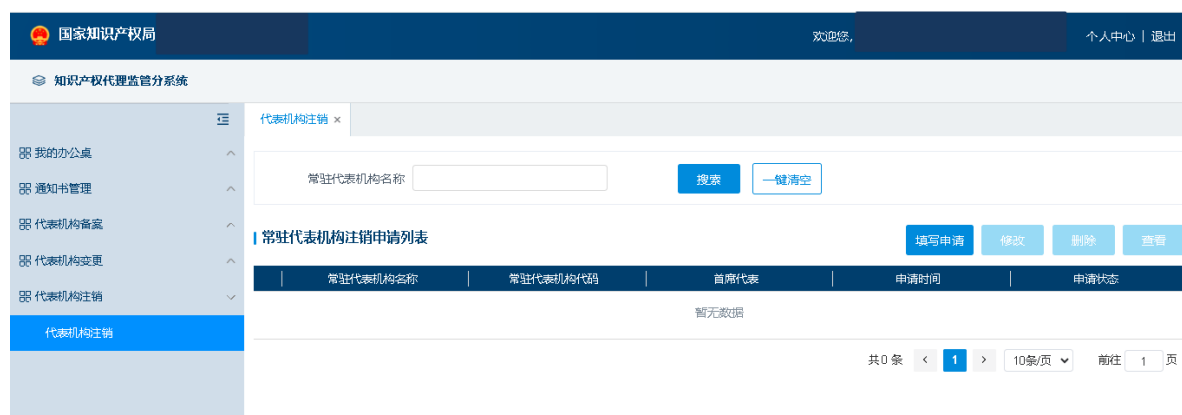 国家知识产权局 欢迎您, 个人中心 | 退出
知识产权代理监管分系统
代表机构注销 ×
我的办公桌
通知书管理
代表机构备案
代表机构变更
代表机构注销
代表机构注销
常驻代表机构名称 搜索 一键清空
常驻代表机构注销申请列表 填写申请 修改 删除 查看
常驻代表机构名称 常驻代表机构代码 首席代表 申请时间 申请状态
暂无数据
共0条 < 1 > 10条/页 前往 1 页